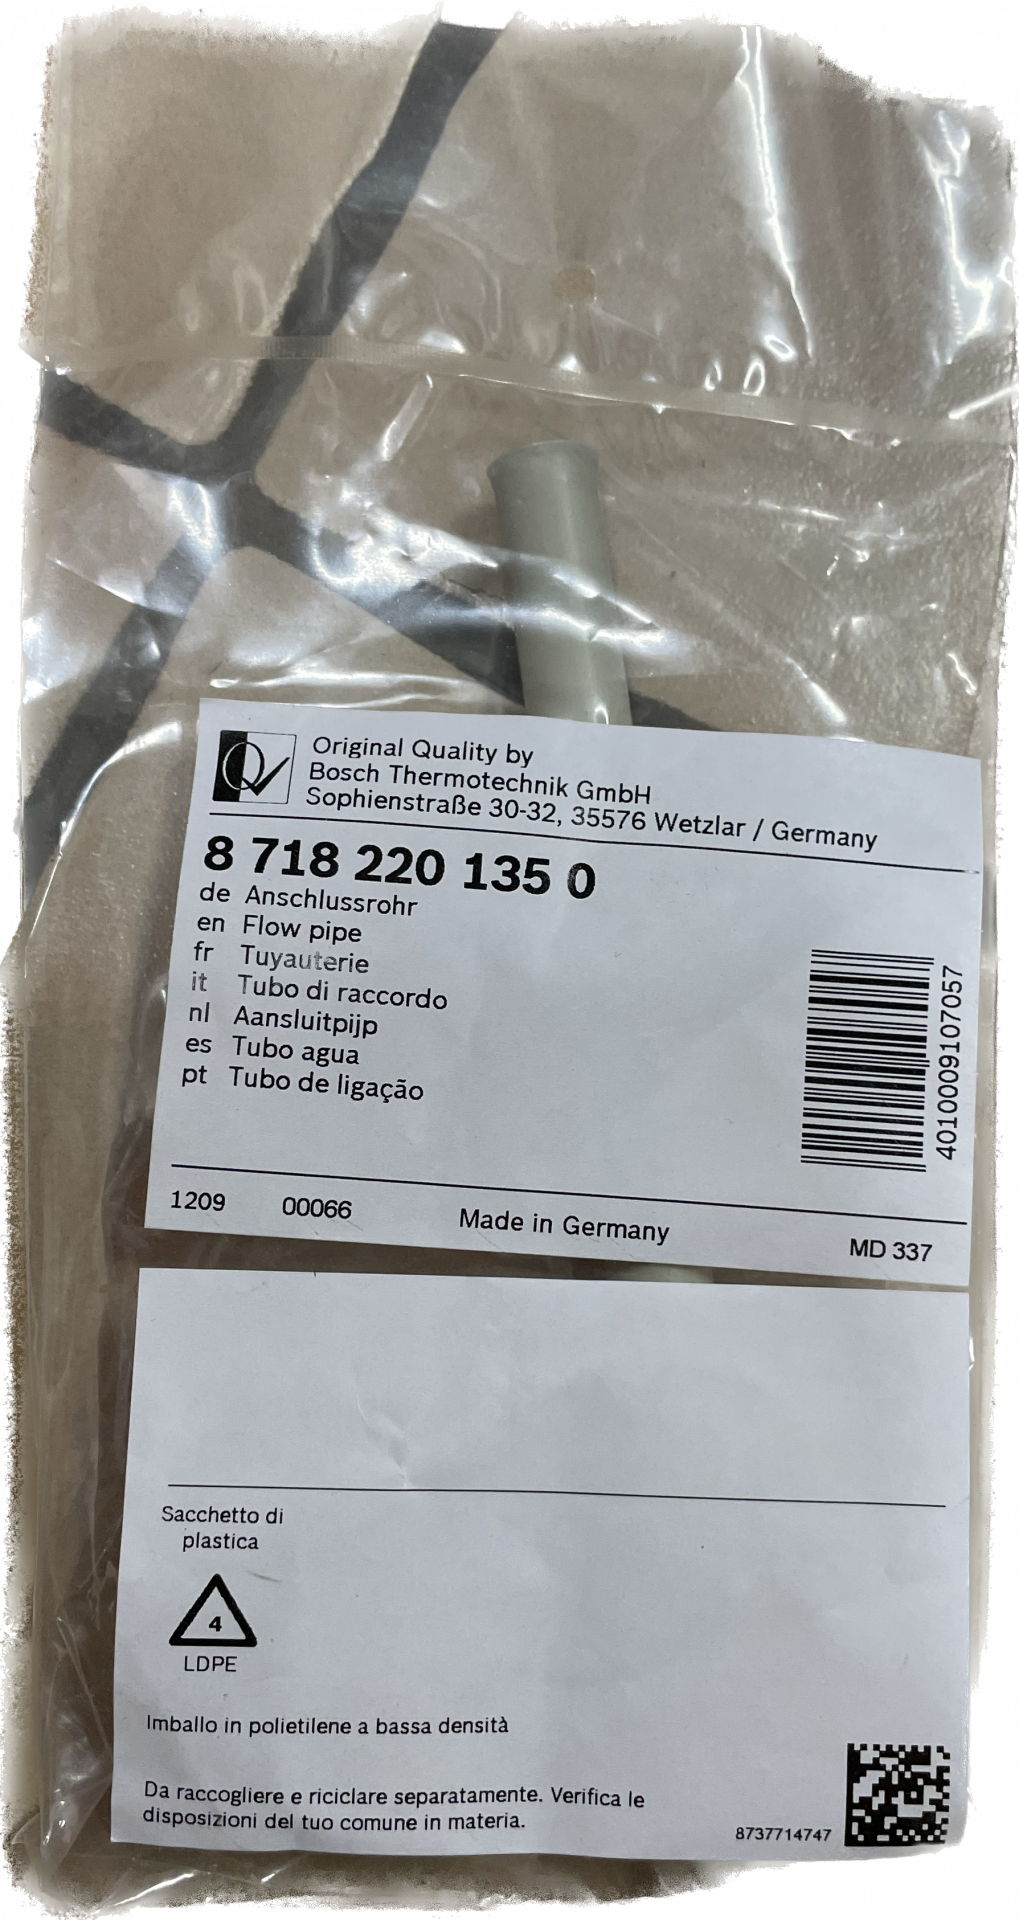 Original Quality by
Bosch Thermotechnik GmbH
Sophienstraße 30-32, 35576 Wetzlar / Germany
8 718 220 135 0
de Anschlussrohr
en Flow pipe
fr Tuyauterie
it Tubo di raccordo
nl Aansluitpijp
es Tubo agua
pt Tubo de ligação
4010009107057
1209 00066 Made in Germany MD 337
Sacchetto di
plastica
4
LDPE
Imballo in polietilene a bassa densità
Da raccogliere e riciclare separatamente. Verifica le
disposizioni del tuo comune in materia.
8737714747